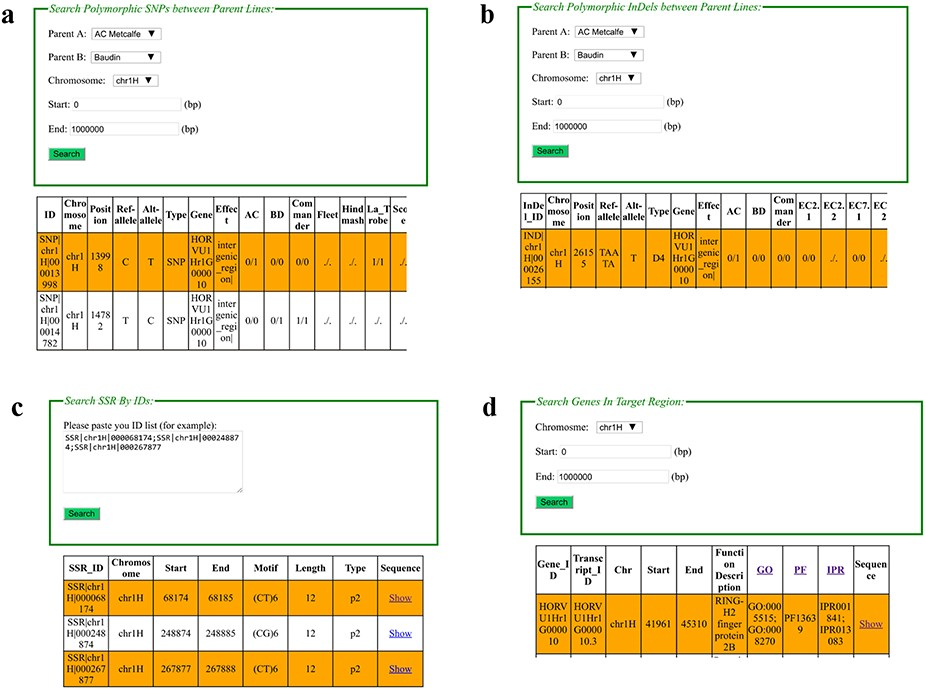 a
Search Polymorphic SNPs between Parent Lines:
Parent A: AC Metcalfe ▼
Parent B: Baudin ▼
Chromosome: chr1H ▼
Start: 0 (bp)
End: 1000000 (bp)
Search
ID Chromosome Position Ref-allele Alt-allele Type Gene Effect AC BD Commander Fleet Hindmash La_Trobe Scoe
SNP|chr1H|000013998 chr1H 13998 C T SNP HORVU1Hr1G000010 intergenic_region| 0/1 0/0 0/0 ./. ./. 1/1 ./.
SNP|chr1H|000014782 chr1H 14782 T C SNP HORVU1Hr1G000010 intergenic_region| 0/0 0/1 1/1 ./. ./. ./. ./.
b
Search Polymorphic InDels between Parent Lines:
Parent A: AC Metcalfe ▼
Parent B: Baudin ▼
Chromosome: chr1H ▼
Start: 0 (bp)
End: 1000000 (bp)
Search
InDel_ID Chromosome Position Ref-allele Alt-allele Type Gene Effect AC BD Commander EC2.1 EC2.2 EC7.1 EC2
IND|chr1H|000026155 chr1H 26155 TAATA T D4 HORVU1Hr1G000010 intergenic_region| 0/1 0/0 0/0 0/0 ./. 0/0 ./.
c
Search SSR By IDs:
Please paste you ID list (for example):
SSR|chr1H|000068174;SSR|chr1H|00024887
4;SSR|chr1H|000267877
Search
SSR_ID Chromosome Start End Motif Length Type Sequence
SSR|chr1H|000068174 chr1H 68174 68185 (CT)6 12 p2 Show
SSR|chr1H|000248874 chr1H 248874 248885 (CG)6 12 p2 Show
SSR|chr1H|000267877 chr1H 267877 267888 (CT)6 12 p2 Show
d
Search Genes In Target Region:
Chromosme: chr1H ▼
Start: 0 (bp)
End: 1000000 (bp)
Search
Gene_ID Transcript_ID Chr Start End Function Description GO PF IPR Sequence
HORVU1Hr1G000010 HORVU1Hr1G000010.3 chr1H 41961 45310 RING-H2 finger protein 2B GO:0005515; GO:0008270 PF13639 IPR001841; IPR013083 Show